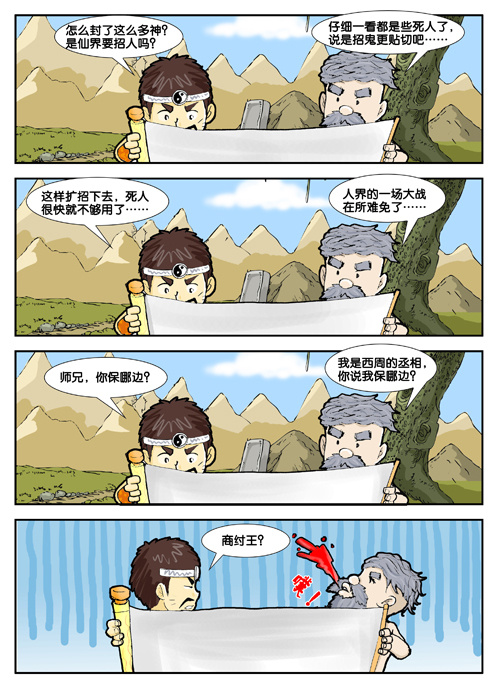 怎么封了这么多神？
是仙界要招人吗？
仔细一看都是些死人了，
说是招鬼更贴切吧……
这样扩招下去，死人
很快就不够用了……
人界的一场大战
在所难免了……
师兄，你保哪边？
我是西周的丞相，
你说我保哪边？
商纣王？
噗！